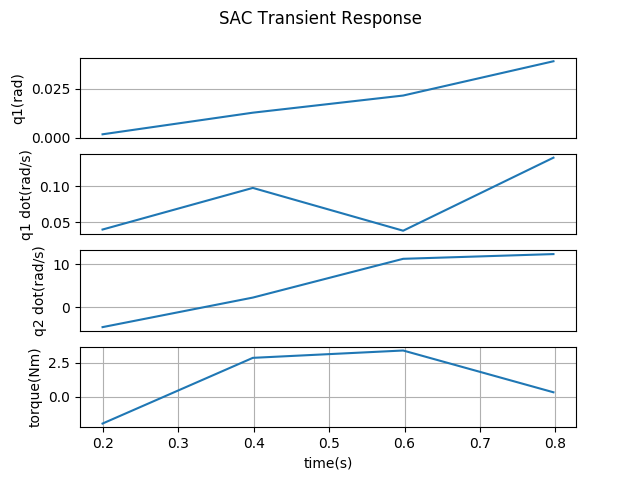 SAC Transient Response
q1(rad)
0.025
0.000
q1 dot(rad/s)
0.10
0.05
q2 dot(rad/s)
10
0
torque(Nm)
2.5
0.0
0.2 0.3 0.4 0.5 0.6 0.7 0.8
time(s)